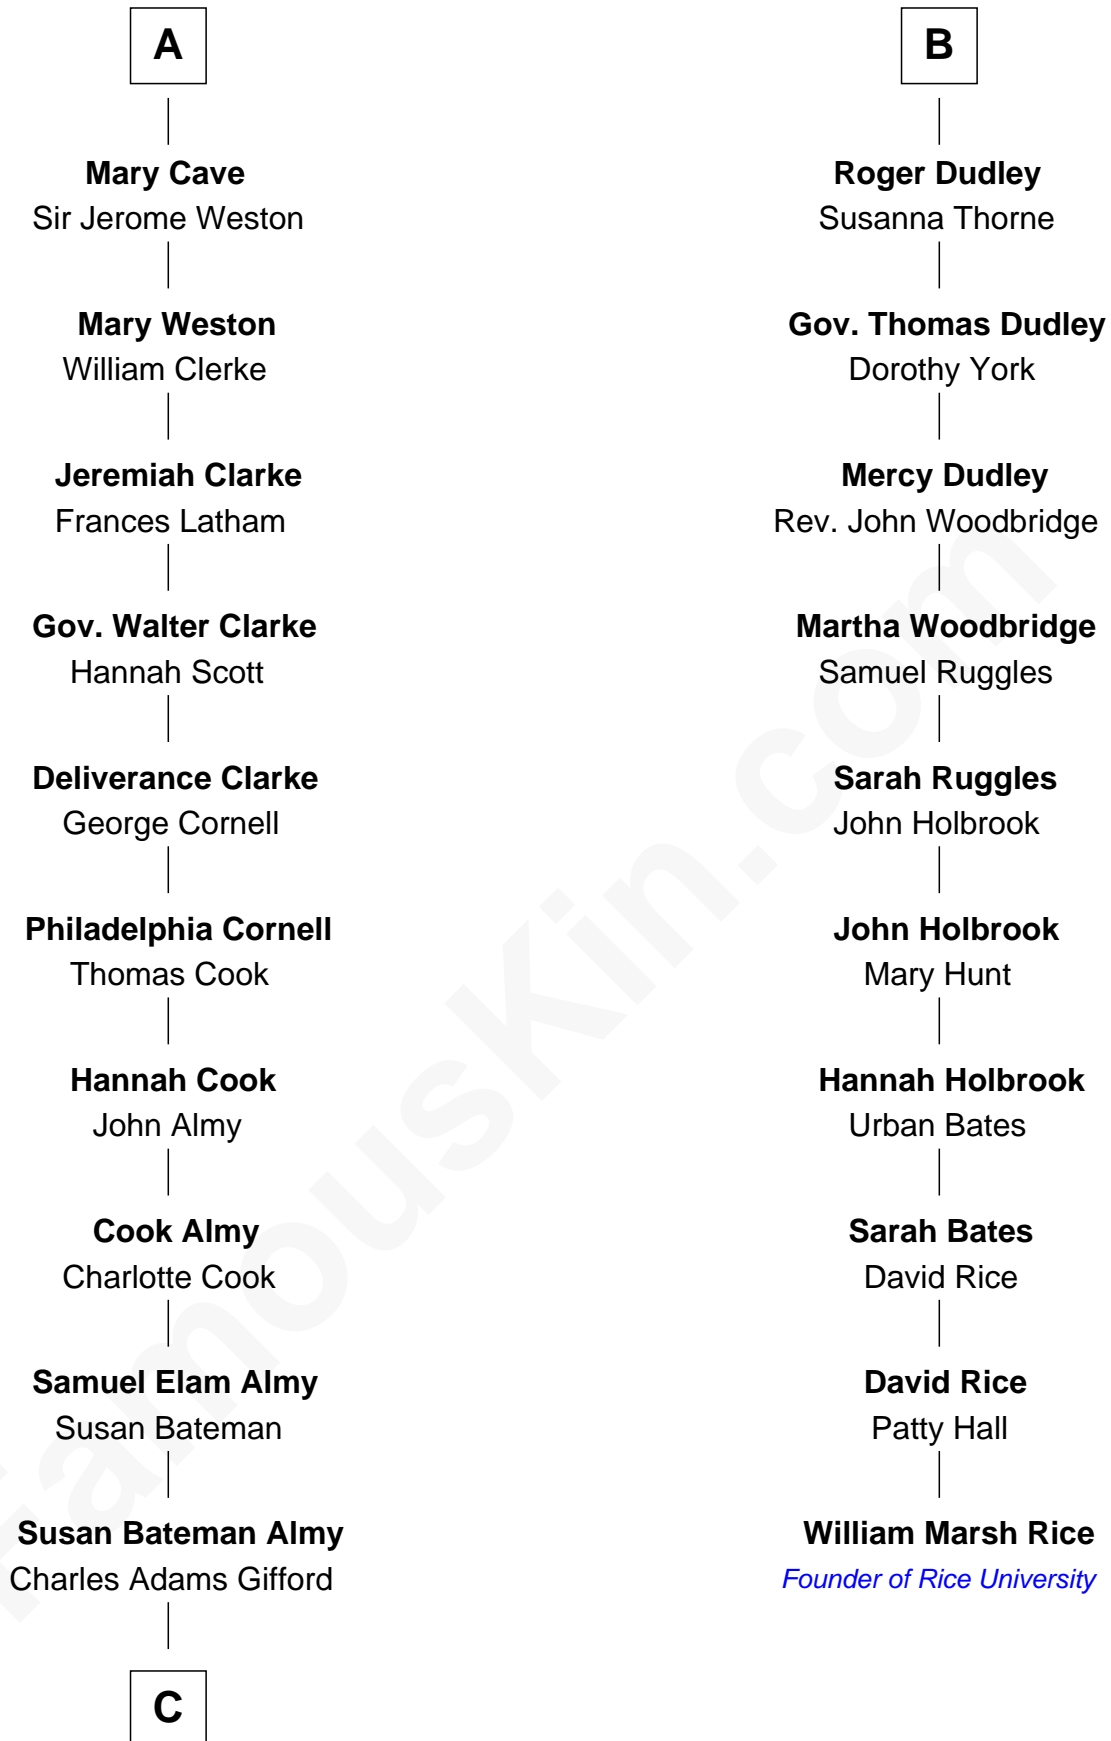 A
Mary Cave
Sir Jerome Weston
Mary Weston
William Clerke
Jeremiah Clarke
Frances Latham
Gov. Walter Clarke
Hannah Scott
Deliverance Clarke
George Cornell
Philadelphia Cornell
Thomas Cook
Hannah Cook
John Almy
Cook Almy
Charlotte Cook
Samuel Elam Almy
Susan Bateman
Susan Bateman Almy
Charles Adams Gifford
C
B
Roger Dudley
Susanna Thorne
Gov. Thomas Dudley
Dorothy York
Mercy Dudley
Rev. John Woodbridge
Martha Woodbridge
Samuel Ruggles
Sarah Ruggles
John Holbrook
John Holbrook
Mary Hunt
Hannah Holbrook
Urban Bates
Sarah Bates
David Rice
David Rice
Patty Hall
William Marsh Rice
Founder of Rice University
FamousKin.com